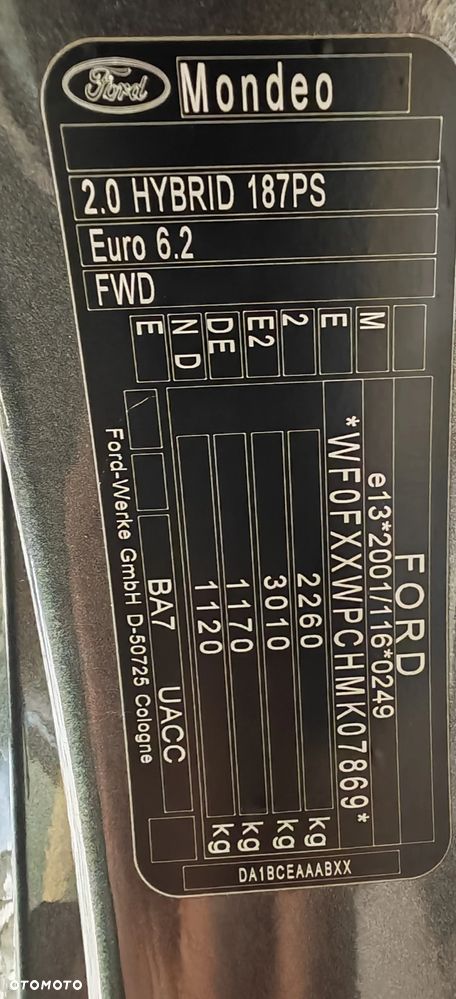 Ford
Mondeo
2.0 HYBRID 187PS
Euro 6.2
FWD
M
E
2
E2
DE
N D
E
FORD
e13*2001/116*0249
*WF0FXXWPCHMK07869*
2260 kg
3010 kg
1170 kg
1120 kg
BA7 UACC
Ford-Werke GmbH D-50725 Cologne
DA1BCEAAABXX
OTOMOTO